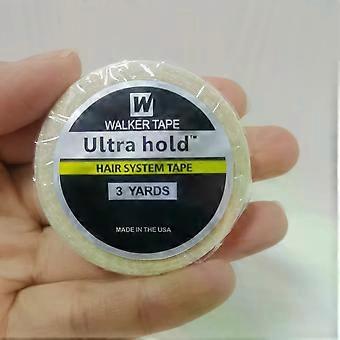 W
WALKER TAPE
Ultra hold™
HAIR SYSTEM TAPE
3 YARDS
MADE IN THE USA